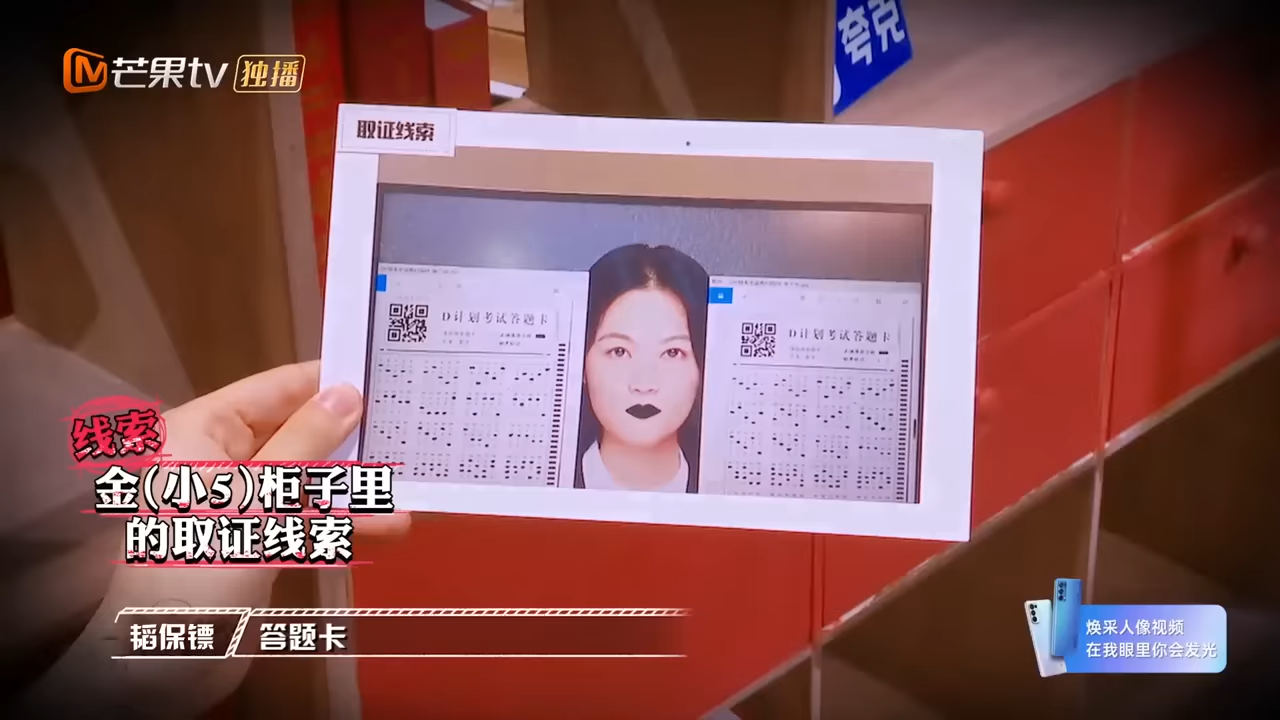 芒果tv 独播
夸克
取证线索
D计划考试答题卡
D计划考试答题卡
线索
金(小5)柜子里
的取证线索
韬保镖
答题卡
焕采人像视频
在我眼里你会发光